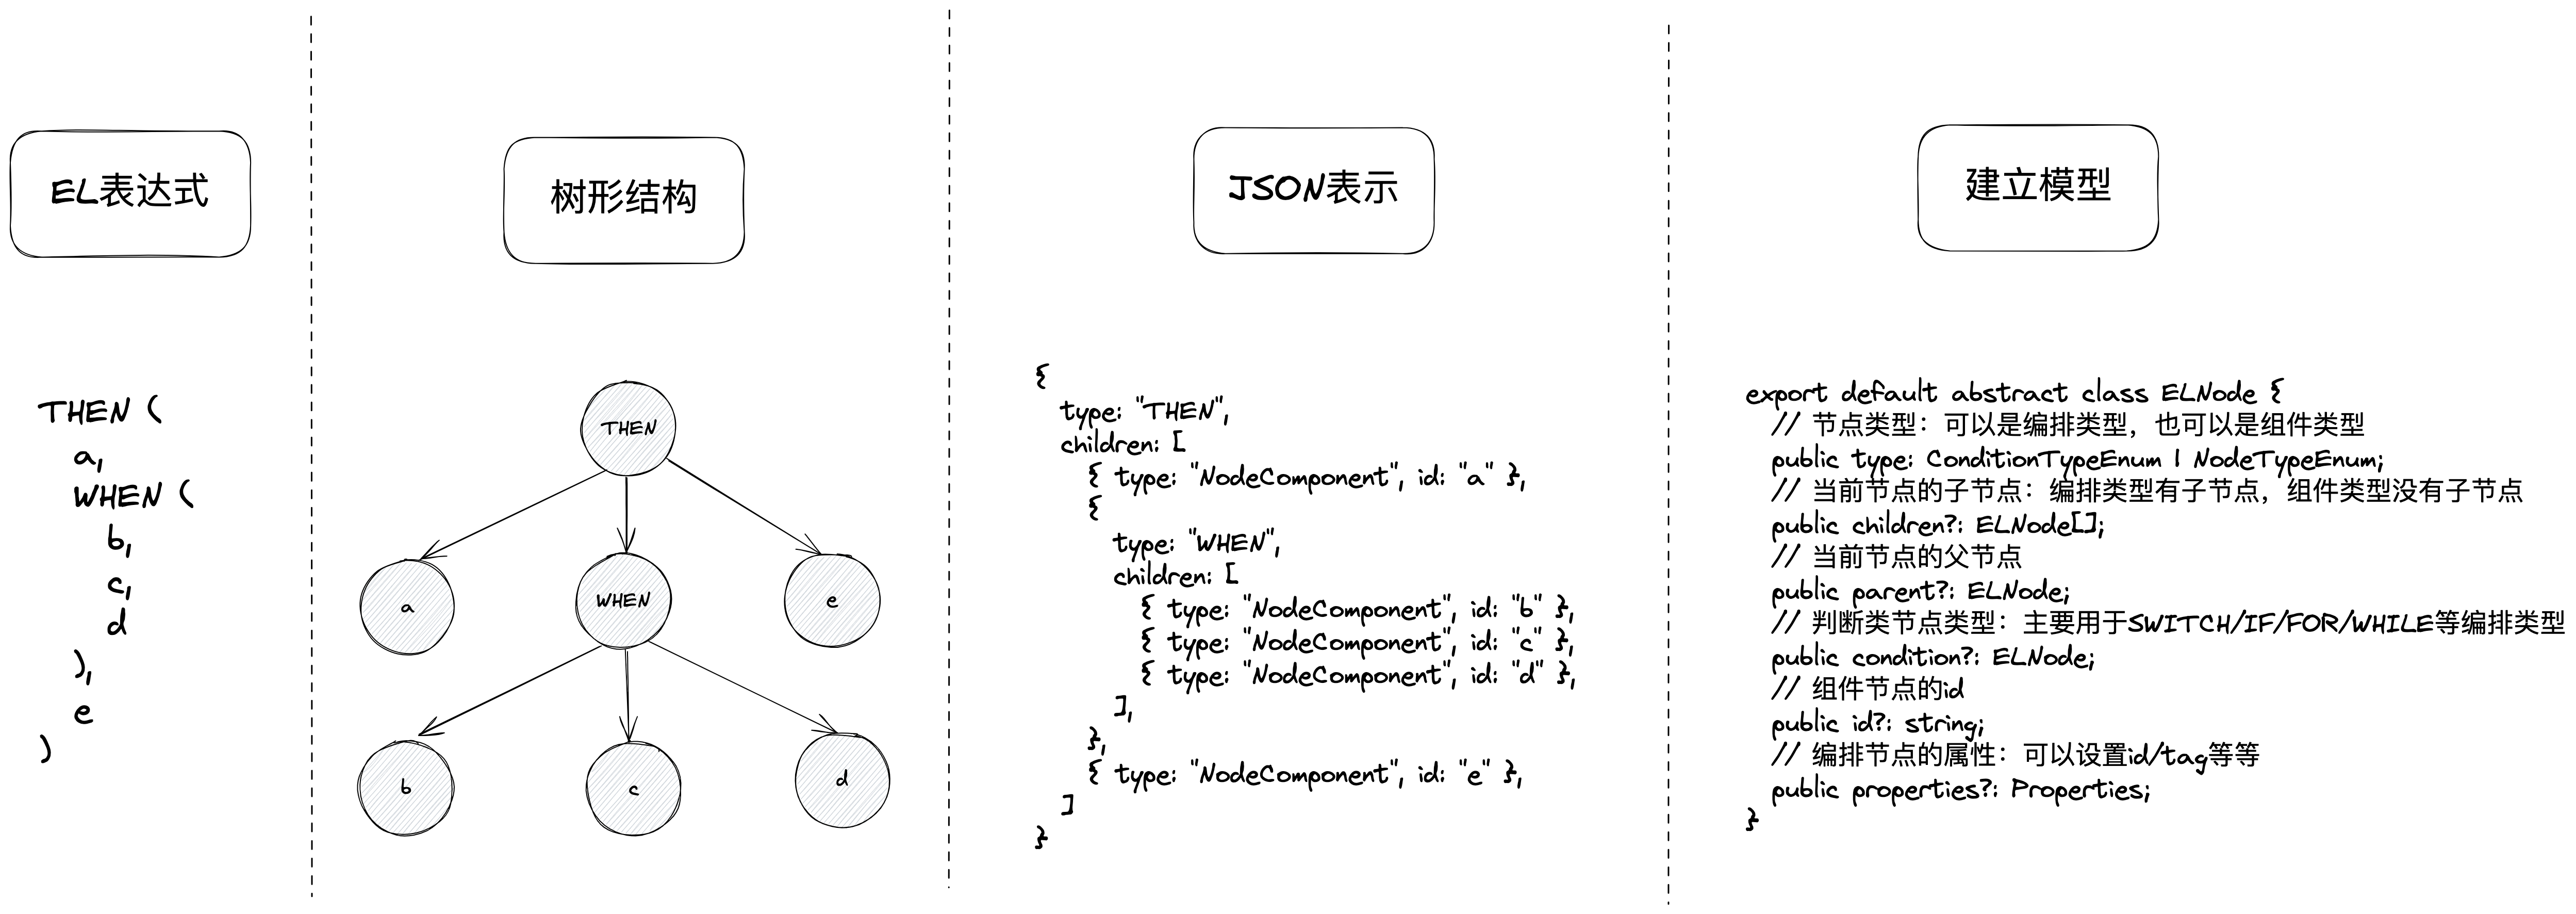 EL表达式
THEN (
a,
WHEN (
b,
c,
d
),
e
)
树形结构
THEN
a
WHEN
e
b
c
d
JSON表示
{
type: "THEN",
children: [
{ type: "NodeComponent", id: "a" },
{
type: "WHEN",
children: [
{ type: "NodeComponent", id: "b" },
{ type: "NodeComponent", id: "c" },
{ type: "NodeComponent", id: "d" },
],
},
{ type: "NodeComponent", id: "e" },
]
}
建立模型
export default abstract class ELNode {
// 节点类型：可以是编排类型，也可以是组件类型
public type: ConditionTypeEnum | NodeTypeEnum;
// 当前节点的子节点：编排类型有子节点，组件类型没有子节点
public children?: ELNode[];
// 当前节点的父节点
public parent?: ELNode;
// 判断类节点类型：主要用于SWITCH/IF/FOR/WHILE等编排类型
public condition?: ELNode;
// 组件节点的id
public id?: string;
// 编排节点的属性：可以设置id/tag等等
public properties?: Properties;
}